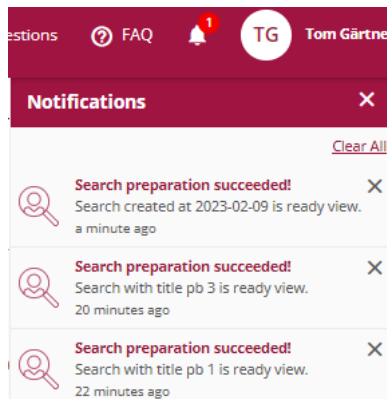 estions ? FAQ 1 TG Tom Gärtne
Notifications ×
Clear All
Search preparation succeeded! ×
Search created at 2023-02-09 is ready view.
a minute ago
Search preparation succeeded! ×
Search with title pb 3 is ready view.
20 minutes ago
Search preparation succeeded! ×
Search with title pb 1 is ready view.
22 minutes ago